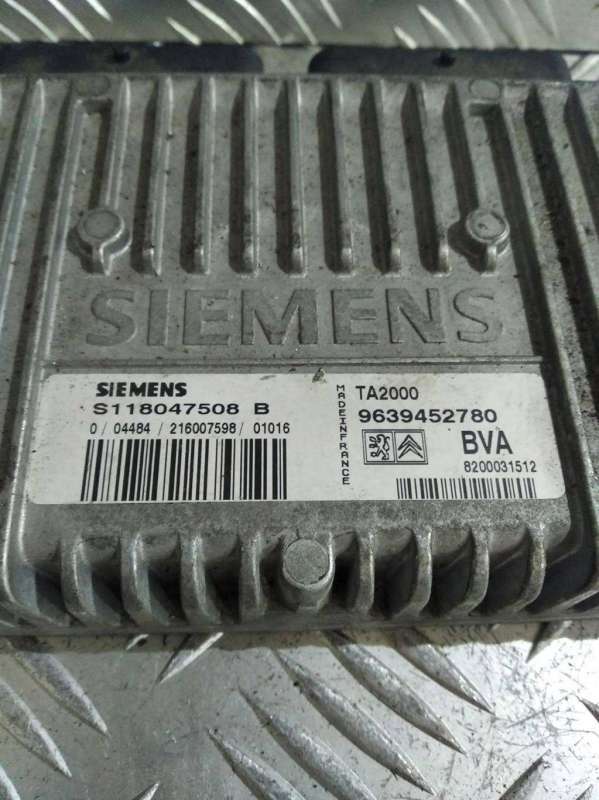 SIEMENS
SIEMENS
S118047508 B
0/ 04484 / 216007598/ 01016
MADE IN FRANCE
TA2000
9639452780
BVA
8200031512